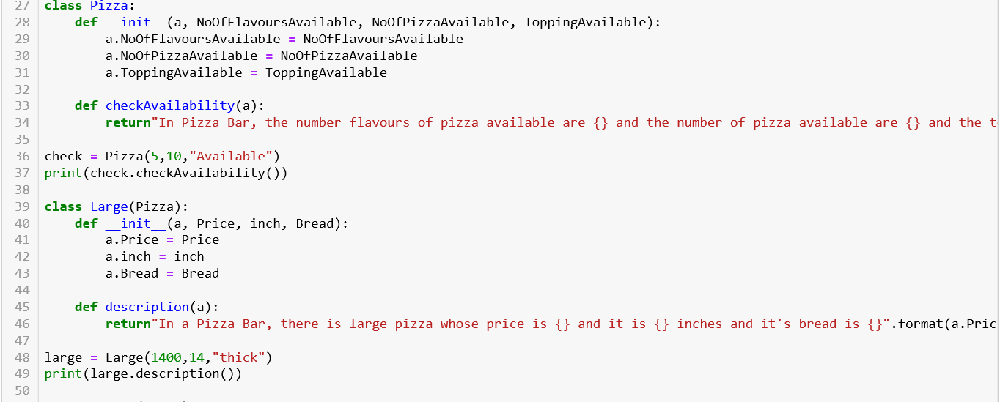 27 class Pizza:
28     def __init__(a, NoOfFlavoursAvailable, NoOfPizzaAvailable, ToppingAvailable):
29         a.NoOfFlavoursAvailable = NoOfFlavoursAvailable
30         a.NoOfPizzaAvailable = NoOfPizzaAvailable
31         a.ToppingAvailable = ToppingAvailable
32
33     def checkAvailability(a):
34         return"In Pizza Bar, the number flavours of pizza available are {} and the number of pizza available are {} and the t
35
36 check = Pizza(5,10,"Available")
37 print(check.checkAvailability())
38
39 class Large(Pizza):
40     def __init__(a, Price, inch, Bread):
41         a.Price = Price
42         a.inch = inch
43         a.Bread = Bread
44
45     def description(a):
46         return"In a Pizza Bar, there is large pizza whose price is {} and it is {} inches and it's bread is {}".format(a.Pric
47
48 large = Large(1400,14,"thick")
49 print(large.description())
50